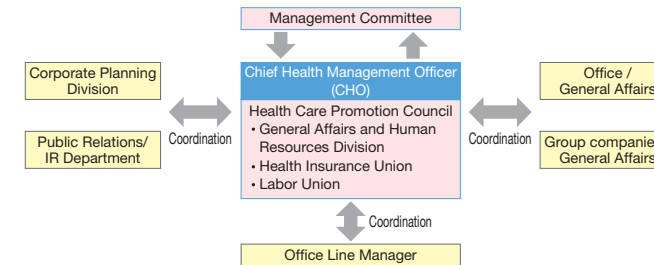 Management Committee
Chief Health Management Officer
(CHO)
Health Care Promotion Council
• General Affairs and Human
Resources Division
• Health Insurance Union
• Labor Union
Corporate Planning
Division
Public Relations/
IR Department
Coordination
Coordination
Office /
General Affairs
Group companie
General Affairs
Coordination
Office Line Manager